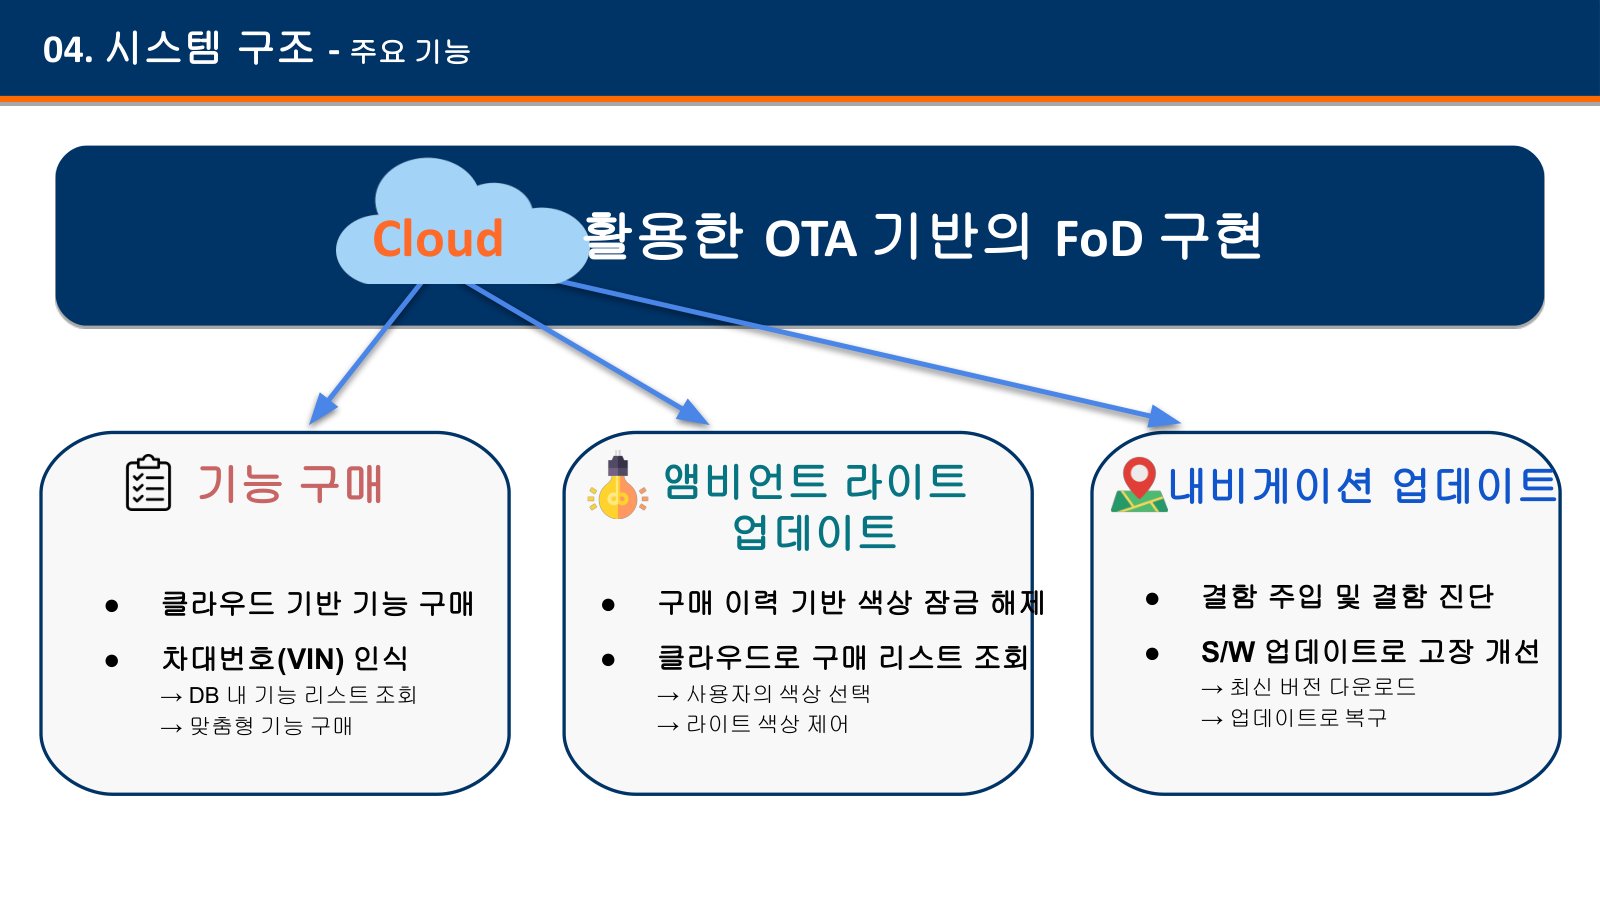 04. 시스템 구조 - 주요 기능
Cloud 활용한 OTA 기반의 FoD 구현
기능 구매
● 클라우드 기반 기능 구매
● 차대번호(VIN) 인식
→ DB 내 기능 리스트 조회
→ 맞춤형 기능 구매
앰비언트 라이트
업데이트
● 구매 이력 기반 색상 잠금 해제
● 클라우드로 구매 리스트 조회
→ 사용자의 색상 선택
→ 라이트 색상 제어
내비게이션 업데이트
● 결함 주입 및 결함 진단
● S/W 업데이트로 고장 개선
→ 최신 버전 다운로드
→ 업데이트로 복구